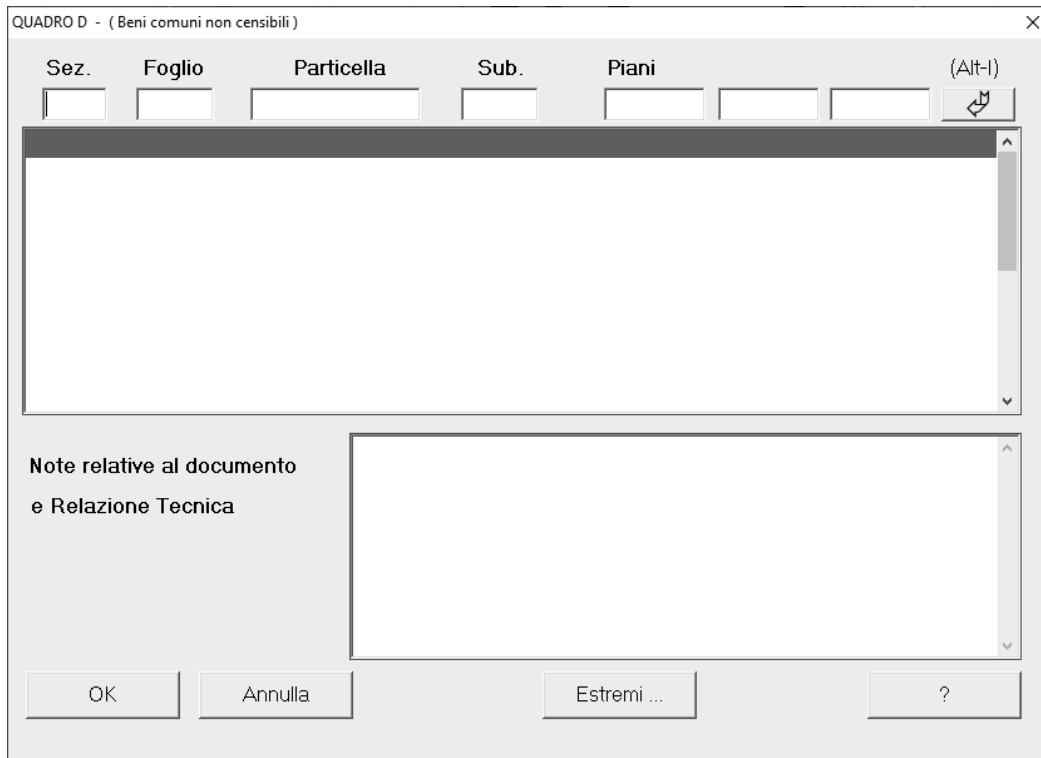 QUADRO D - ( Beni comuni non censibili )
Sez. Foglio Particella Sub. Piani (Alt-I)
Note relative al documento
e Relazione Tecnica
OK Annulla Estremi ... ?